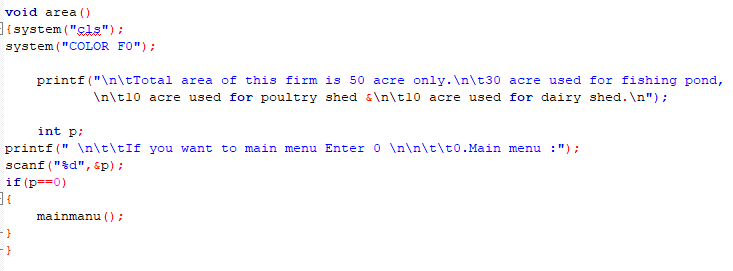 void area()
{system("cls");
system("COLOR F0");
printf("\n\tTotal area of this firm is 50 acre only.\n\t30 acre used for fishing pond,
\n\t10 acre used for poultry shed &\n\t10 acre used for dairy shed.\n");
int p;
printf(" \n\t\tIf you want to main menu Enter 0 \n\n\t\t0.Main menu :");
scanf("%d",&p);
if(p==0)
{
mainmanu();
}
}